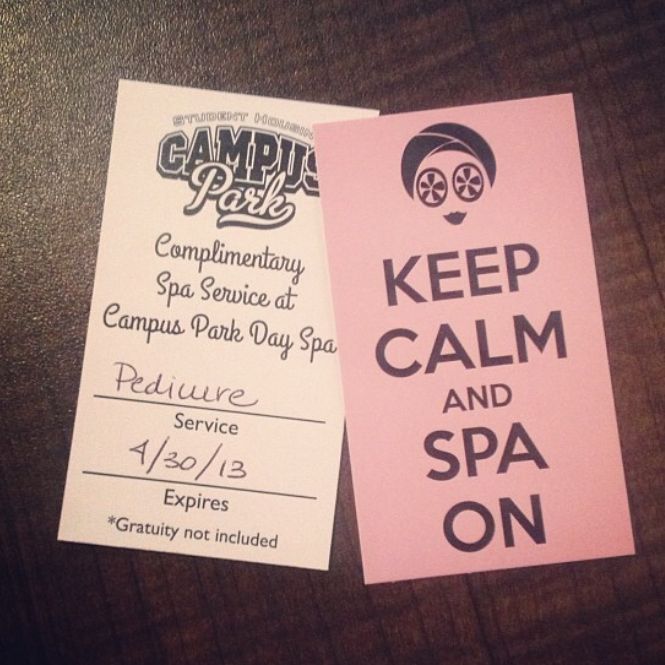 STUDENT HOUSING
CAMPUS
Park
Complimentary
Spa Service at
Campus Park Day Spa
Pedicure
Service
4/30/13
Expires
*Gratuity not included
KEEP
CALM
AND
SPA
ON